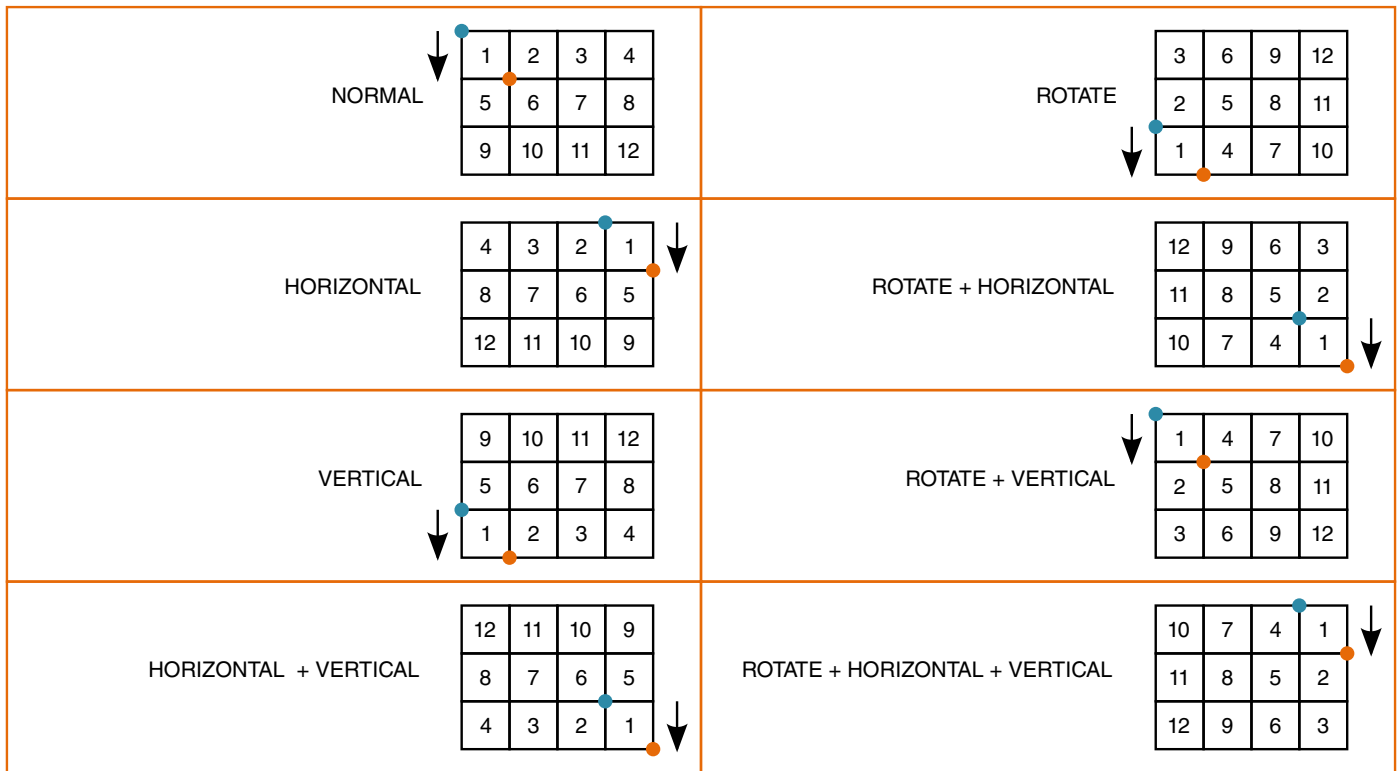 NORMAL
1 2 3 4
5 6 7 8
9 10 11 12
ROTATE
3 6 9 12
2 5 8 11
1 4 7 10
HORIZONTAL
4 3 2 1
8 7 6 5
12 11 10 9
ROTATE + HORIZONTAL
12 9 6 3
11 8 5 2
10 7 4 1
VERTICAL
9 10 11 12
5 6 7 8
1 2 3 4
ROTATE + VERTICAL
1 4 7 10
2 5 8 11
3 6 9 12
HORIZONTAL + VERTICAL
12 11 10 9
8 7 6 5
4 3 2 1
ROTATE + HORIZONTAL + VERTICAL
10 7 4 1
11 8 5 2
12 9 6 3